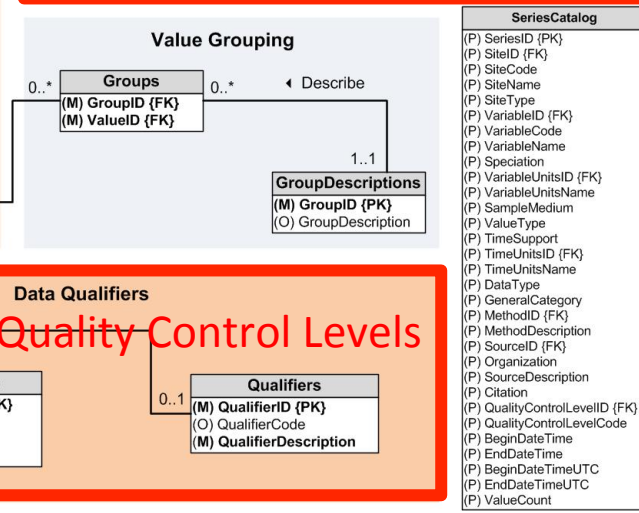 Value Grouping
0..*
Groups
(M) GroupID {FK}
(M) ValueID {FK}
0..*
Describe
1..1
GroupDescriptions
(M) GroupID {PK}
(O) GroupDescription
Data Qualifiers
Quality Control Levels
K}
0..1
Qualifiers
(M) QualifierID {PK}
(O) QualifierCode
(M) QualifierDescription
SeriesCatalog
(P) SeriesID {PK}
(P) SiteID {FK}
(P) SiteCode
(P) SiteName
(P) SiteType
(P) VariableID {FK}
(P) VariableCode
(P) VariableName
(P) Speciation
(P) VariableUnitsID {FK}
(P) VariableUnitsName
(P) SampleMedium
(P) ValueType
(P) TimeSupport
(P) TimeUnitsID {FK}
(P) TimeUnitsName
(P) DataType
(P) GeneralCategory
(P) MethodID {FK}
(P) MethodDescription
(P) SourceID {FK}
(P) Organization
(P) SourceDescription
(P) Citation
(P) QualityControlLevelID {FK}
(P) QualityControlLevelCode
(P) BeginDateTime
(P) EndDateTime
(P) BeginDateTimeUTC
(P) EndDateTimeUTC
(P) ValueCount